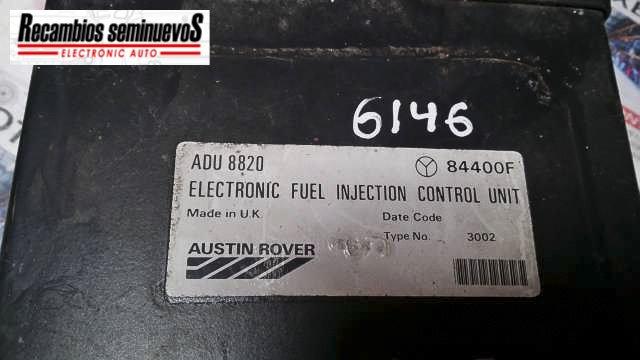 Recambios seminuevoS
ELECTRONIC AUTO
6146
ADU 8820 84400F
ELECTRONIC FUEL INJECTION CONTROL UNIT
Made in U.K. Date Code
Type No. 3002
AUSTIN ROVER